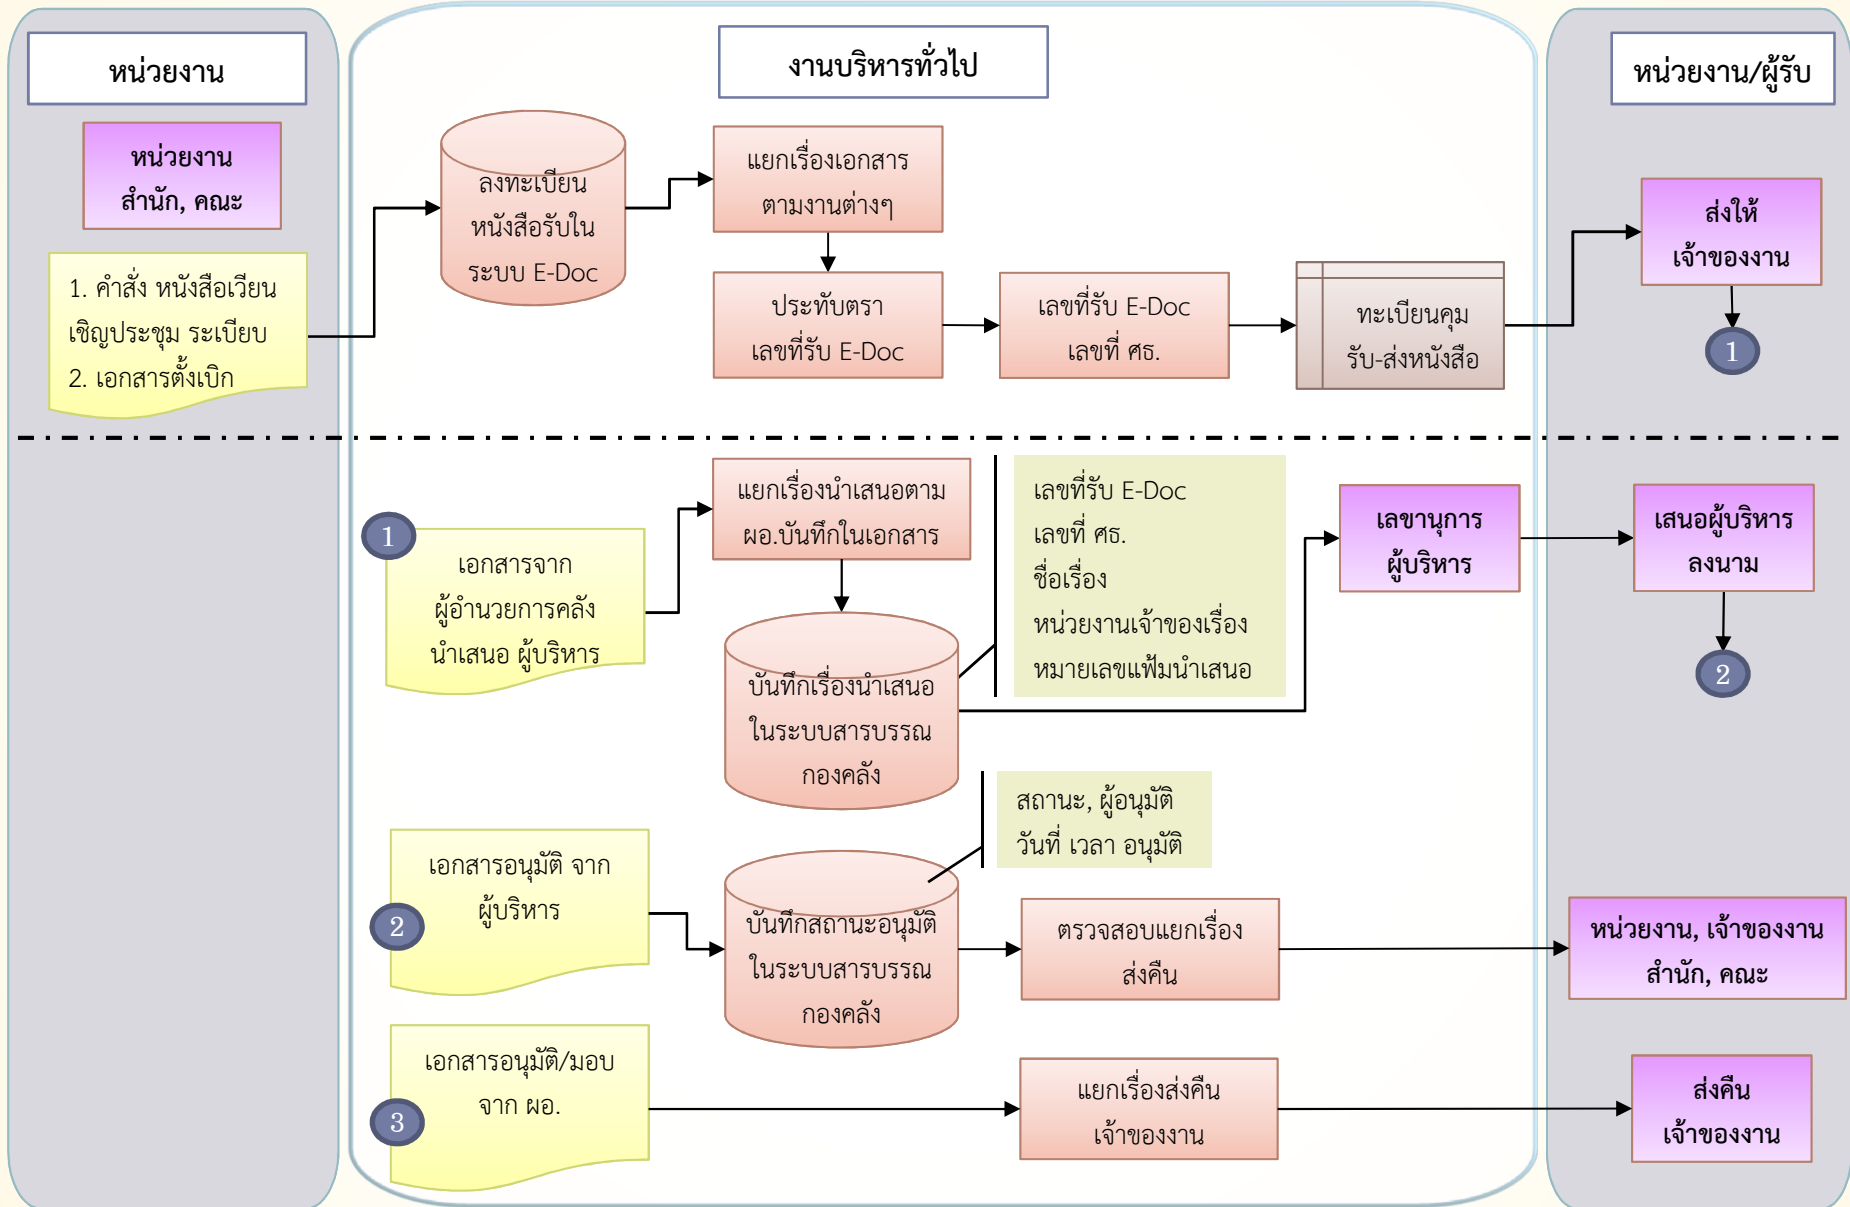 หน่วยงาน
งานบริหารทั่วไป
หน่วยงาน/ผู้รับ
หน่วยงาน
สำนัก, คณะ
1. คำสั่ง หนังสือเวียน
เชิญประชุม ระเบียบ
2. เอกสารตั้งเบิก
ลงทะเบียน
หนังสือรับใน
ระบบ E-Doc
แยกเรื่องเอกสาร
ตามงานต่างๆ
ประทับตรา
เลขที่รับ E-Doc
เลขที่รับ E-Doc
เลขที่ ศธ.
ทะเบียนคุม
รับ-ส่งหนังสือ
ส่งให้
เจ้าของงาน
1
1
เอกสารจาก
ผู้อำนวยการคลัง
นำเสนอ ผู้บริหาร
แยกเรื่องนำเสนอตาม
ผอ.บันทึกในเอกสาร
บันทึกเรื่องนำเสนอ
ในระบบสารบรรณ
กองคลัง
เลขที่รับ E-Doc
เลขที่ ศธ.
ชื่อเรื่อง
หน่วยงานเจ้าของเรื่อง
หมายเลขแฟ้มนำเสนอ
เลขานุการ
ผู้บริหาร
เสนอผู้บริหาร
ลงนาม
2
2
เอกสารอนุมัติ จาก
ผู้บริหาร
บันทึกสถานะอนุมัติ
ในระบบสารบรรณ
กองคลัง
สถานะ, ผู้อนุมัติ
วันที่ เวลา อนุมัติ
ตรวจสอบแยกเรื่อง
ส่งคืน
หน่วยงาน, เจ้าของงาน
สำนัก, คณะ
3
เอกสารอนุมัติ/มอบ
จาก ผอ.
แยกเรื่องส่งคืน
เจ้าของงาน
ส่งคืน
เจ้าของงาน